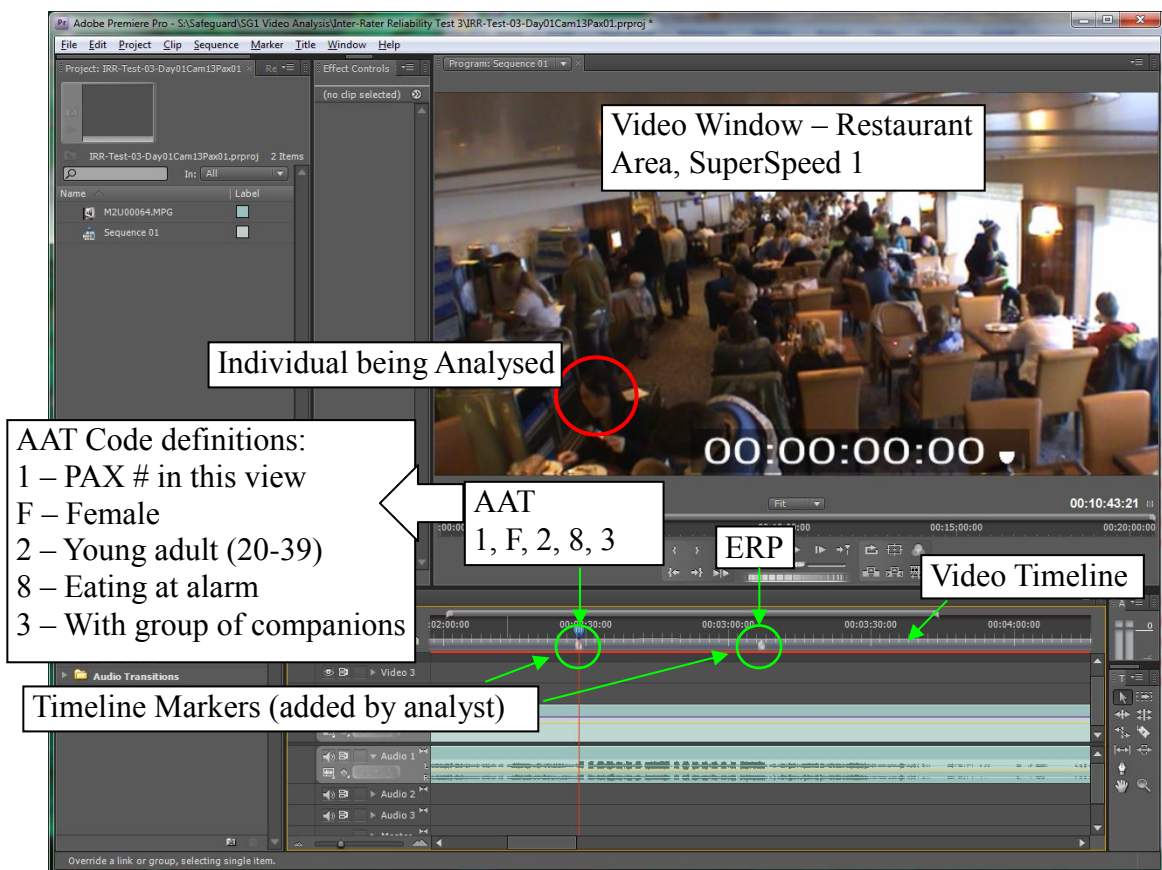 Adobe Premiere Pro - S:\Safeguard\SG1 Video Analysis\Inter-Rater Reliability Test 3\IRR-Test-03-Day01Cam13Pax01.prproj *
File Edit Project Clip Sequence Marker Title Window Help
Project: IRR-Test-03-Day01Cam13Pax01
Effect Controls
Program: Sequence 01
(no clip selected)
Video Window – Restaurant
Area, SuperSpeed 1
IRR-Test-03-Day01Cam13Pax01.prproj 2 Items
In: All
Name Label
M2U00064.MPG
Sequence 01
Individual being Analysed
00:00:00:00
AAT Code definitions:
1 – PAX # in this view
F – Female
2 – Young adult (20-39)
8 – Eating at alarm
3 – With group of companions
AAT
1, F, 2, 8, 3
Fit
00:10:43:21
00:15:00:00 00:20:00:00
ERP
Video Timeline
:02:00:00 00:03:00:00 00:03:30:00 00:04:00:00
Video 3
Audio Transitions
Timeline Markers (added by analyst)
Audio 1
L
R
Audio 2
Audio 3
Override a link or group, selecting single item.